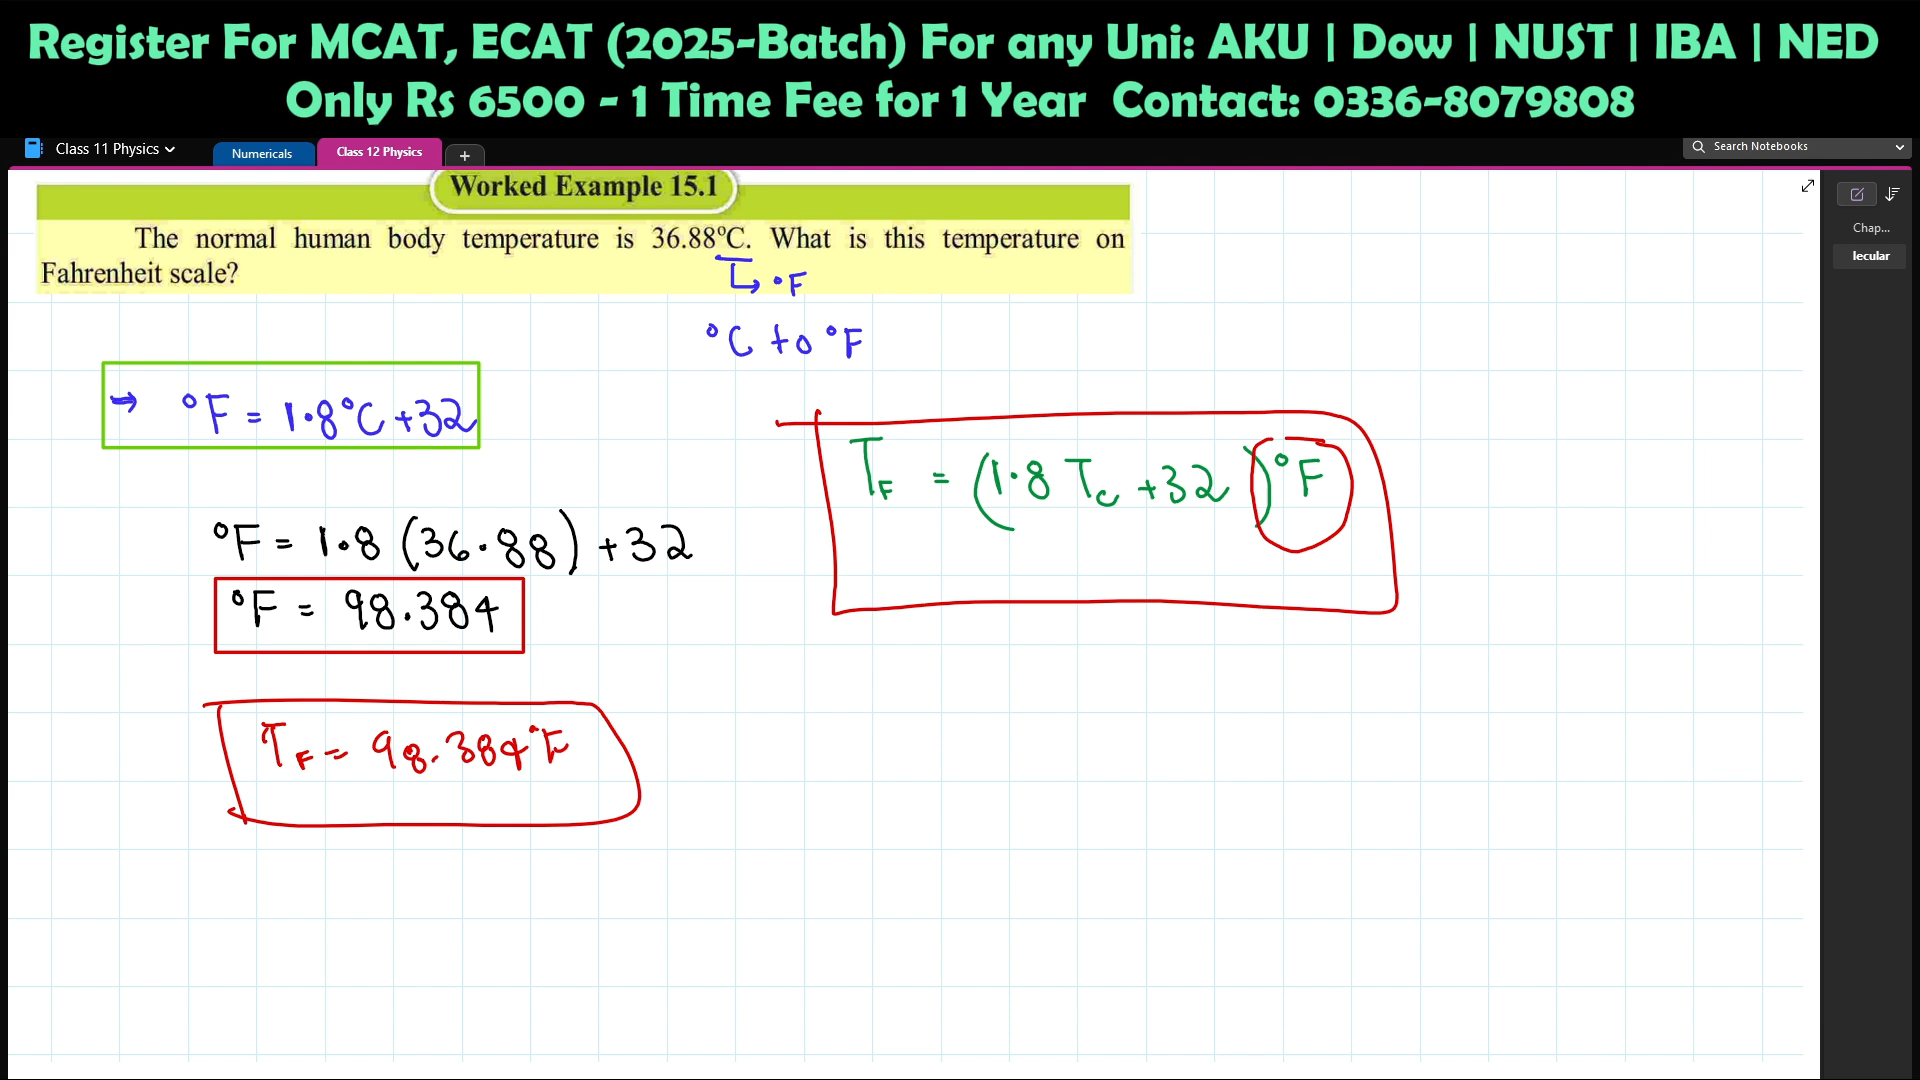 Register For MCAT, ECAT (2025-Batch) For any Uni: AKU | Dow | NUST | IBA | NED
Only Rs 6500 - 1 Time Fee for 1 Year Contact: 0336-8079808
Class 11 Physics
Numericals
Class 12 Physics
+
Search Notebooks
Chap...
lecular
Worked Example 15.1
The normal human body temperature is 36.88°C. What is this temperature on
Fahrenheit scale?
↳ °F
°C to °F
→ °F = 1.8°C +32
T_F = (1.8 T_C +32) °F
°F = 1.8 (36.88) +32
°F = 98.384
T_F = 98.384°F